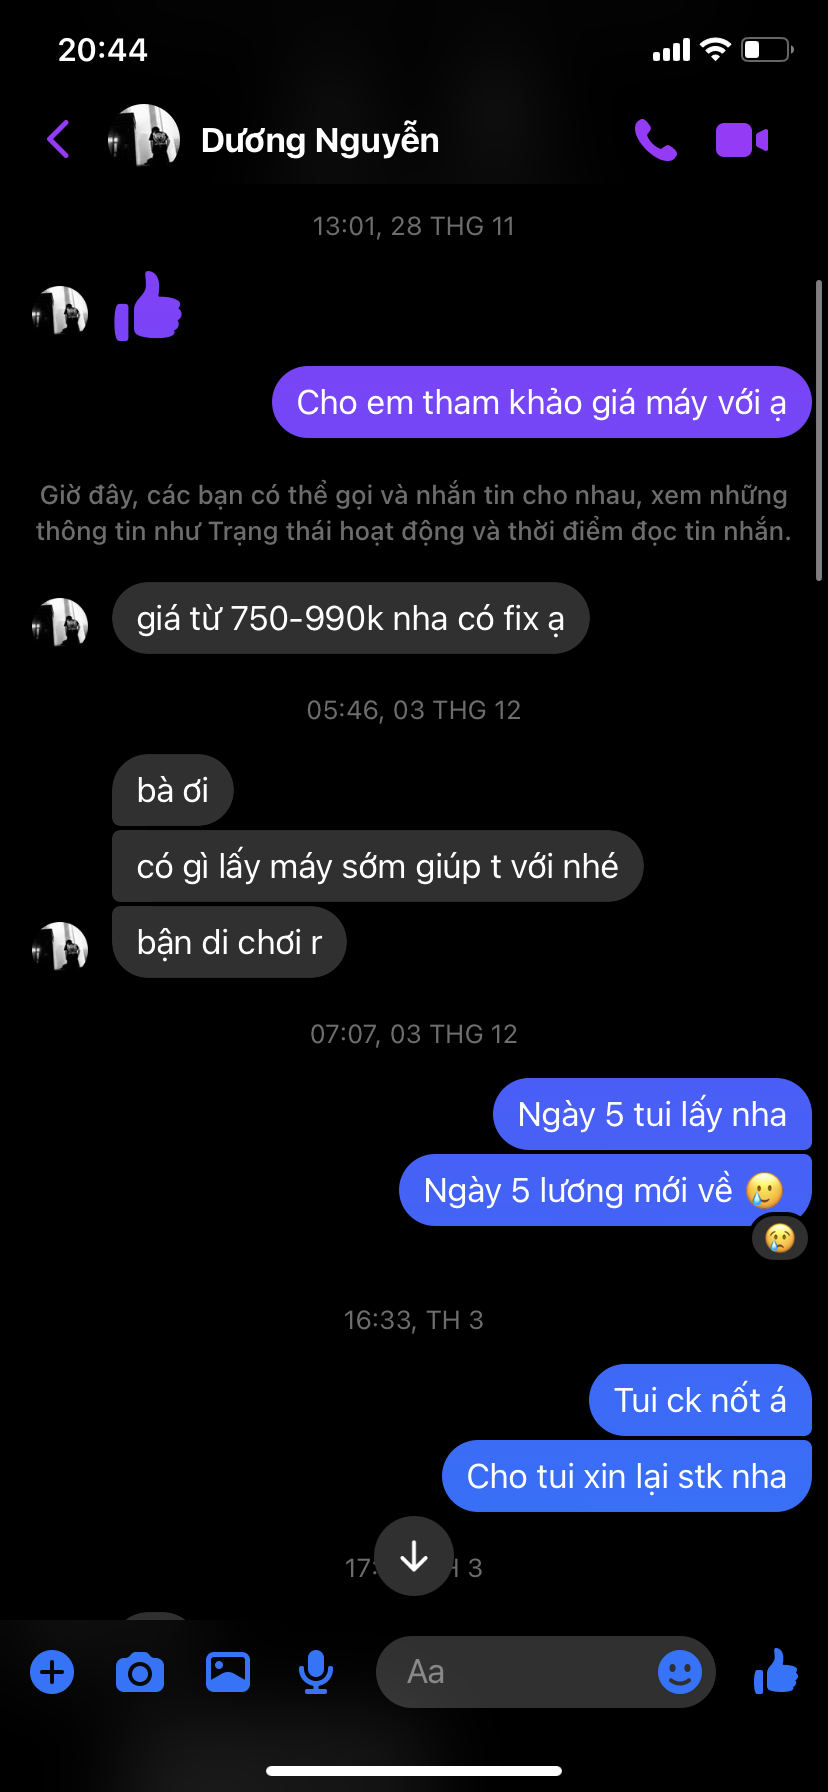 20:44
Dương Nguyễn
13:01, 28 THG 11
Cho em tham khảo giá máy với ạ
Giờ đây, các bạn có thể gọi và nhắn tin cho nhau, xem những
thông tin như Trạng thái hoạt động và thời điểm đọc tin nhắn.
giá từ 750-990k nha có fix ạ
05:46, 03 THG 12
bà ơi
có gì lấy máy sớm giúp t với nhé
bận di chơi r
07:07, 03 THG 12
Ngày 5 tui lấy nha
Ngày 5 lương mới về 🥲
😢
16:33, TH 3
Tui ck nốt á
Cho tui xin lại stk nha
17: H 3
Aa